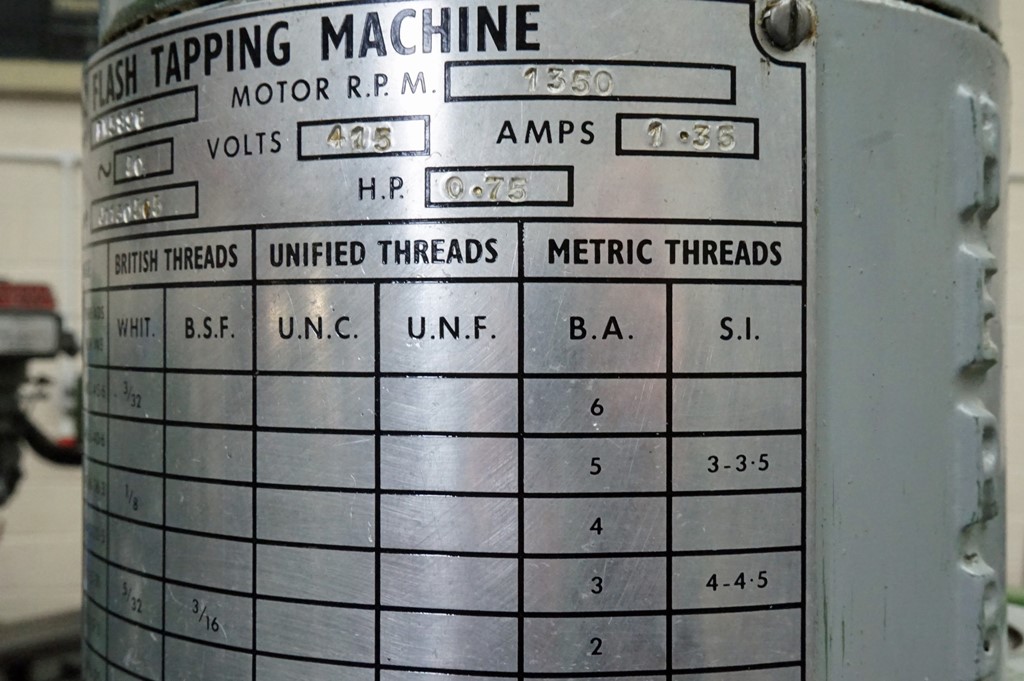 FLASH TAPPING MACHINE
MOTOR R.P.M. 1350
~ 50 VOLTS 415 AMPS 1.35
H.P. 0.75
BRITISH THREADS UNIFIED THREADS METRIC THREADS
WHIT. B.S.F. U.N.C. U.N.F. B.A. S.I.
3/32 6
5 3-3·5
1/8 4
5/32 3 4-4·5
3/16 2